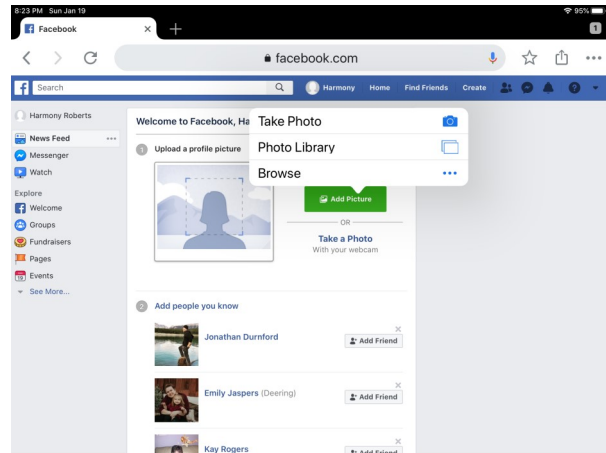 8:23 PM Sun Jan 19
95%
Facebook
1
facebook.com
Search
Harmony
Home
Find Friends
Create
Harmony Roberts
News Feed
Messenger
Watch
Explore
Welcome
Groups
Fundraisers
Pages
Events
See More...
Welcome to Facebook, Ha
Take Photo
Photo Library
Browse
1 Upload a profile picture
Add Picture
OR
Take a Photo
With your webcam
2 Add people you know
Jonathan Durnford
Add Friend
Emily Jaspers (Deering)
Add Friend
Kay Rogers
Add Friend